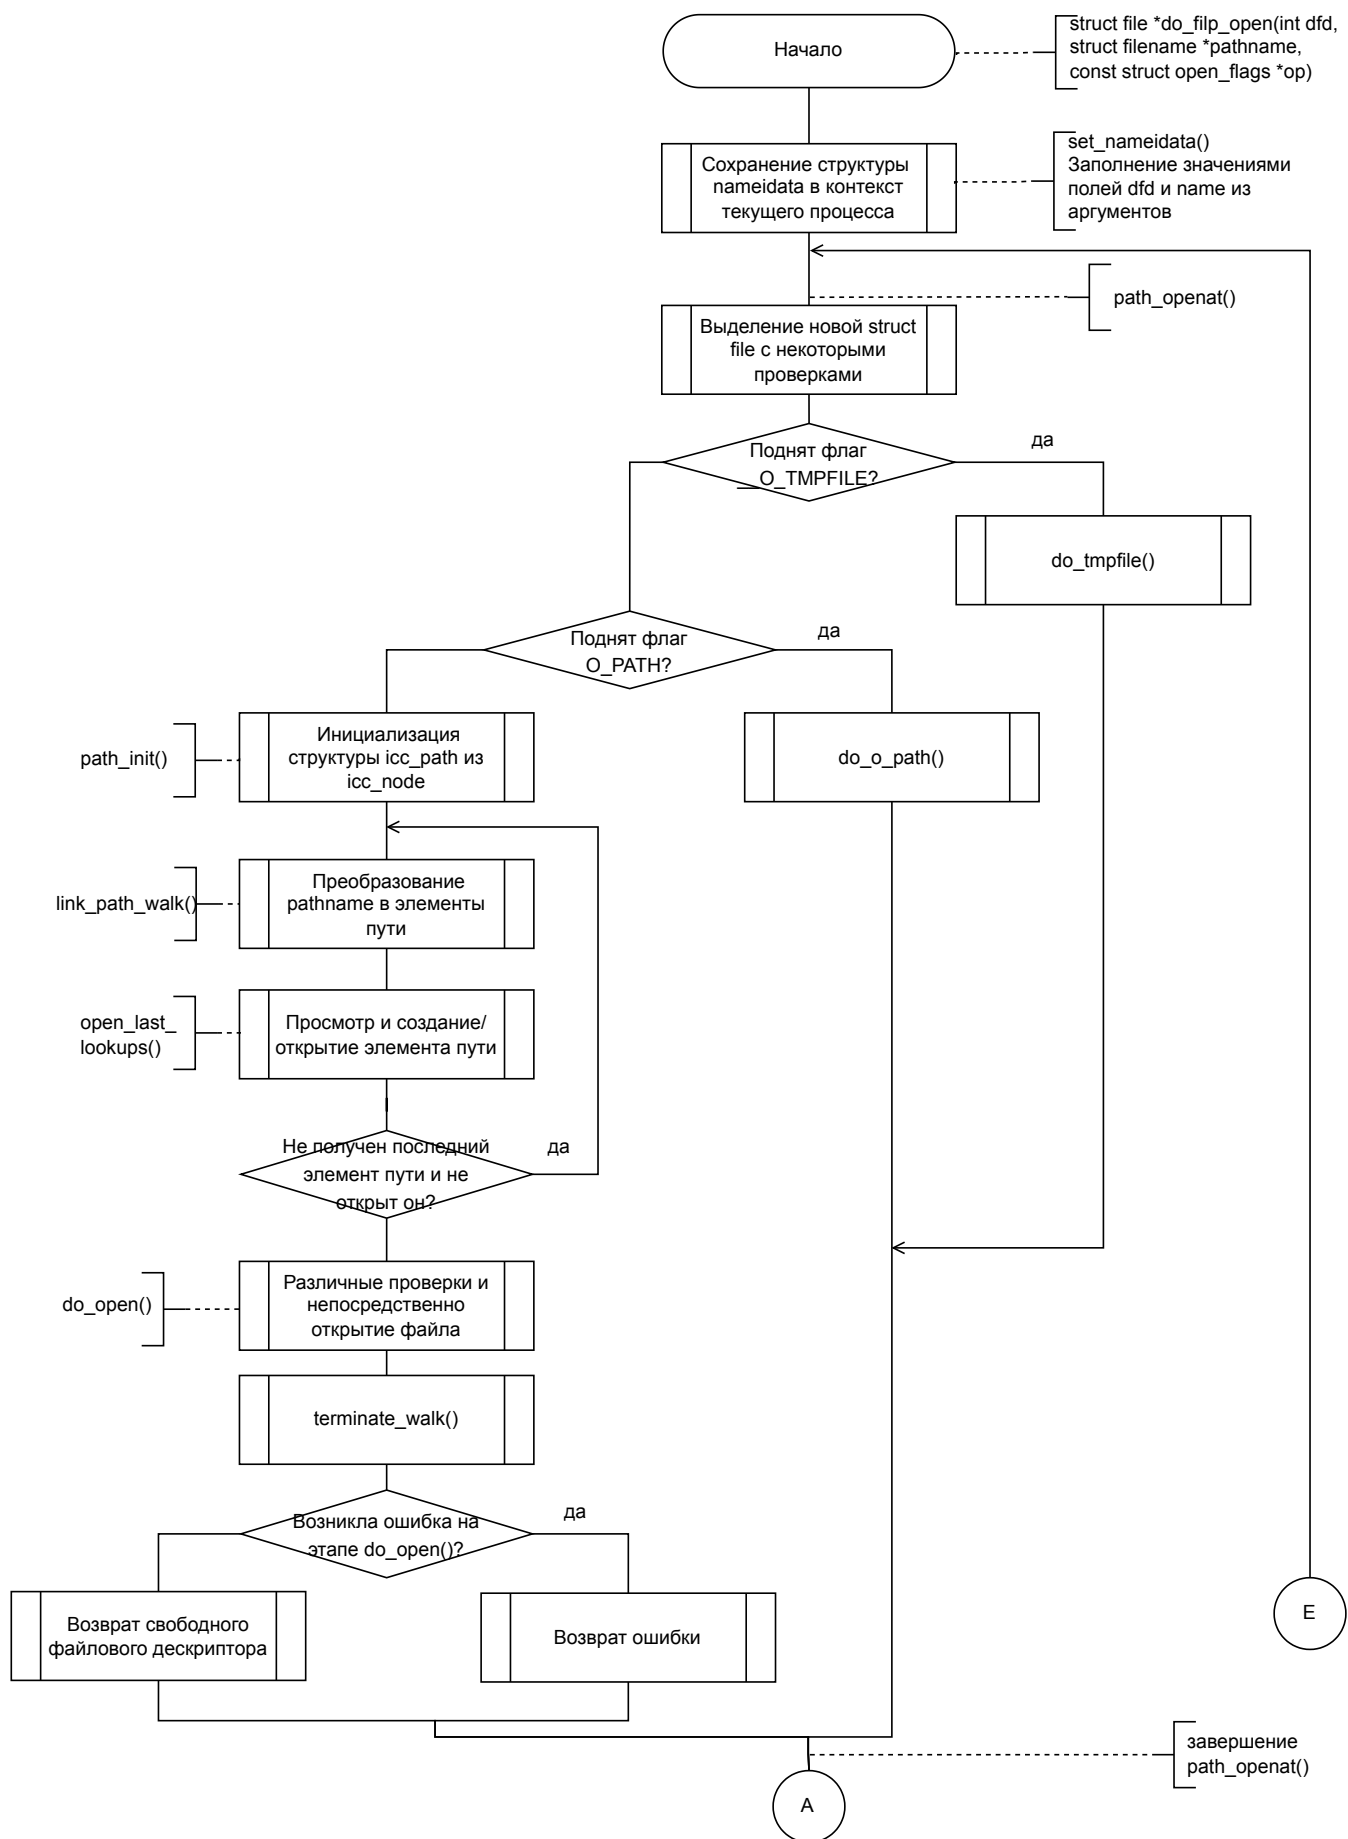 Начало
struct file *do_filp_open(int dfd,
struct filename *pathname,
const struct open_flags *op)
Сохранение структуры
nameidata в контекст
текущего процесса
set_nameidata()
Заполнение значениями
полей dfd и name из
аргументов
path_openat()
Выделение новой struct
file с некоторыми
проверками
Поднят флаг
__O_TMPFILE?
да
do_tmpfile()
Поднят флаг
O_PATH?
да
path_init()
Инициализация
структуры icc_path из
icc_node
do_o_path()
link_path_walk()
Преобразование
pathname в элементы
пути
open_last_
lookups()
Просмотр и создание/
открытие элемента пути
Не получен последний
элемент пути и не
открыт он?
да
do_open()
Различные проверки и
непосредственно
открытие файла
terminate_walk()
Возникла ошибка на
этапе do_open()?
да
Возврат свободного
файлового дескриптора
Возврат ошибки
E
завершение
path_openat()
A